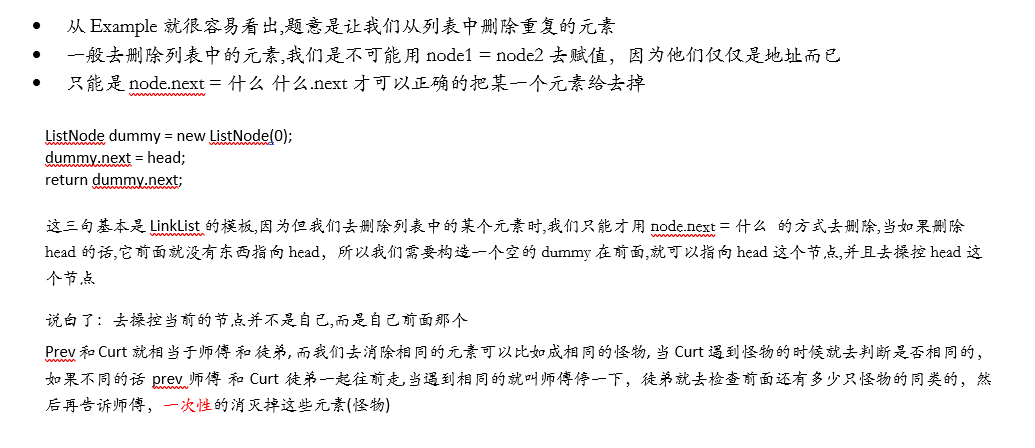 • 从 Example 就很容易看出,题意是让我们从列表中删除重复的元素
• 一般去删除列表中的元素,我们是不可能用 node1 = node2 去赋值，因为他们仅仅是地址而已
• 只能是 node.next = 什么 什么.next 才可以正确的把某一个元素给去掉
ListNode dummy = new ListNode(0);
dummy.next = head;
return dummy.next;
这三句基本是 LinkList 的模板,因为但我们去删除列表中的某个元素时,我们只能才用 node.next = 什么 的方式去删除,当如果删除
head 的话,它前面就没有东西指向 head，所以我们需要构造一个空的 dummy 在前面,就可以指向 head 这个节点,并且去操控 head 这
个节点
说白了：去操控当前的节点并不是自己,而是自己前面那个
Prev 和 Curt 就相当于师傅 和 徒弟, 而我们去消除相同的元素可以比如成相同的怪物, 当 Curt 遇到怪物的时候就去判断是否相同的，
如果不同的话 prev 师傅 和 Curt 徒弟一起往前走,当遇到相同的就叫师傅停一下，徒弟就去检查前面还有多少只怪物的同类的，然
后再告诉师傅，一次性的消灭掉这些元素(怪物)